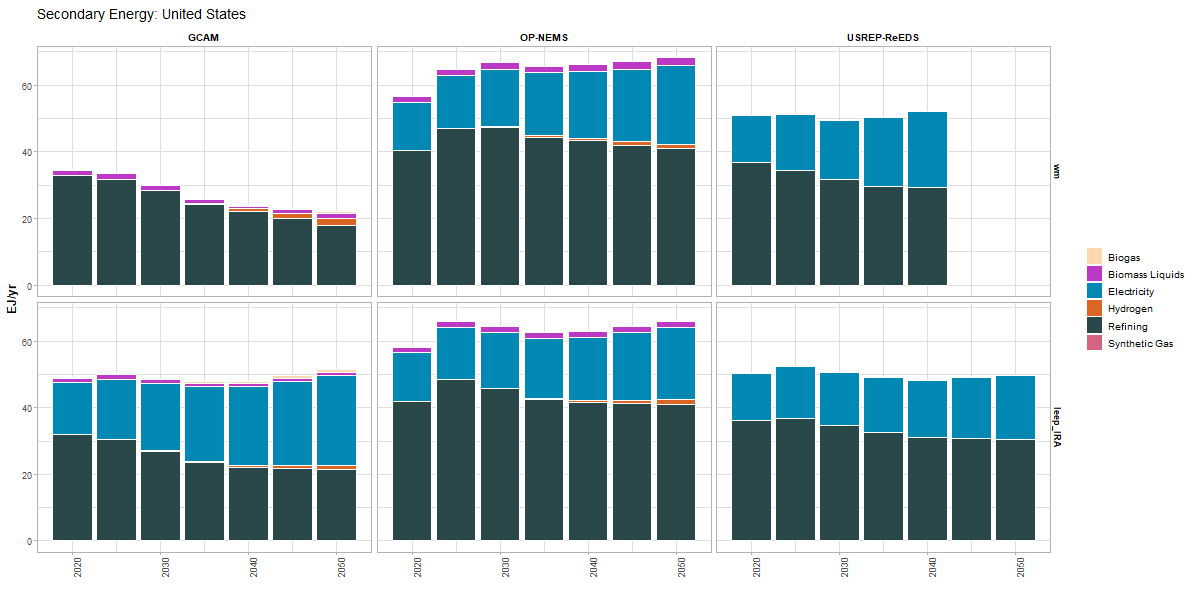 Secondary Energy: United States
GCAM
OP-NEMS
USREP-ReEDS
EJ/yr
60
40
20
0
wm
60
40
20
0
leep_IRA
2020
2030
2040
2050
2020
2030
2040
2050
2020
2030
2040
2050
Biogas
Biomass Liquids
Electricity
Hydrogen
Refining
Synthetic Gas